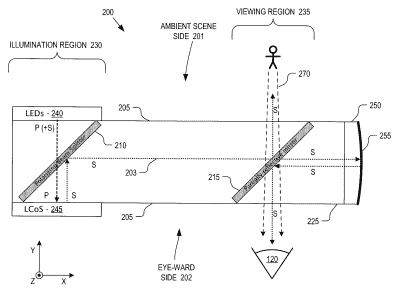 200
VIEWING REGION 235
ILLUMINATION REGION 230
AMBIENT SCENE
SIDE 201
270
LEDs - 240
205
250
P (+S)
S
210
255
Polarizing beam splitter
Partially reflective mirror
S
203
S
S
215
P
S
LCoS - 245
205
S
225
Y
Z
X
EYE-WARD
SIDE 202
120